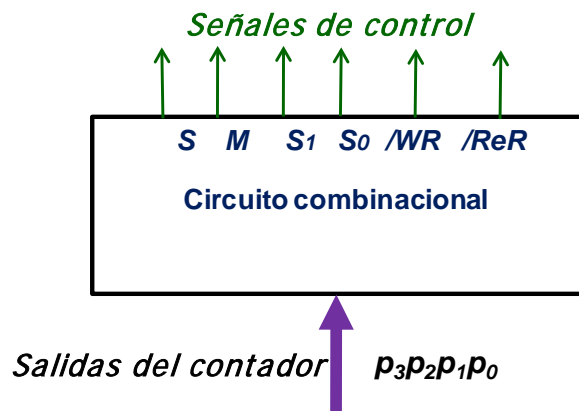 Señales de control
S M S1 S0 /WR /ReR
Circuito combinacional
Salidas del contador p3p2p1p0